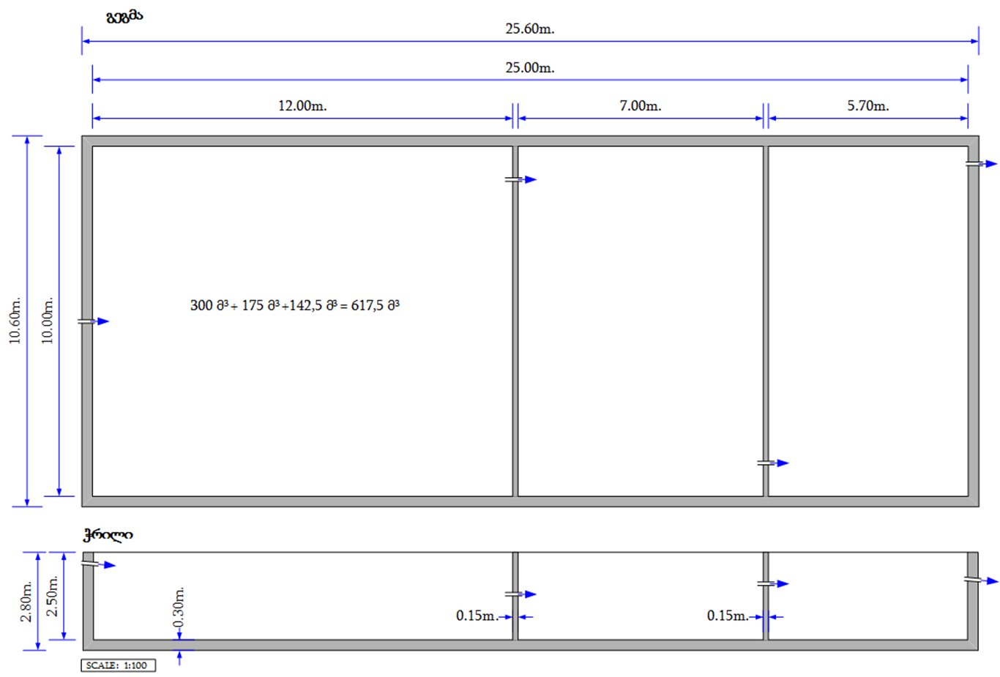 გეგმა
25.60m.
25.00m.
12.00m.
7.00m.
5.70m.
10.60m.
10.00m.
300 მ³ + 175 მ³ +142,5 მ³ = 617,5 მ³
ჭრილი
2.80m.
2.50m.
0.30m.
0.15m.
0.15m.
SCALE: 1:100